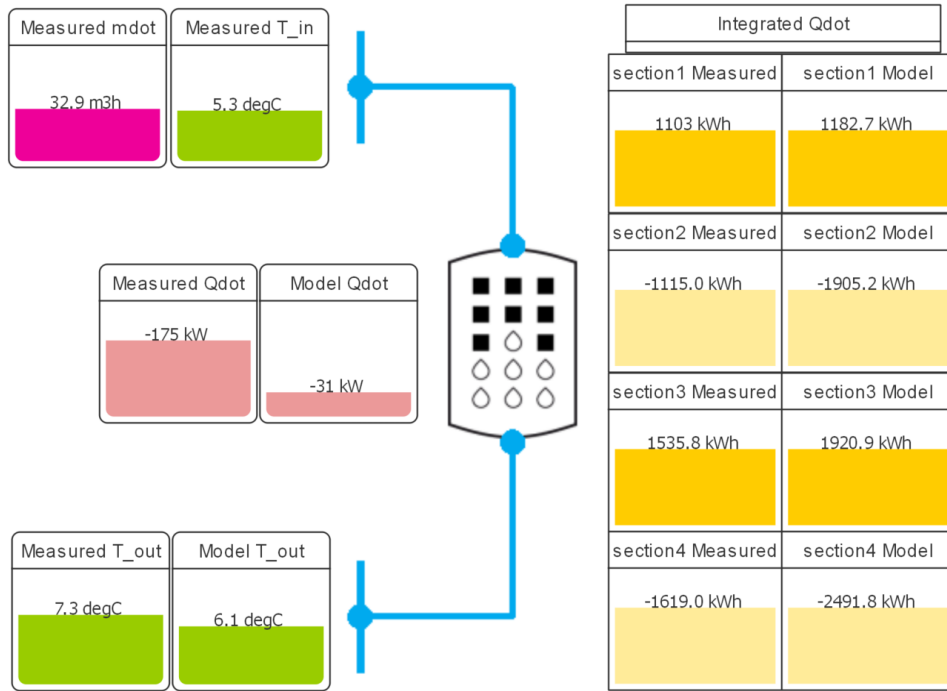 Measured mdot
Measured T_in
32.9 m3h
5.3 degC
Integrated Qdot
section1 Measured
section1 Model
1103 kWh
1182.7 kWh
section2 Measured
section2 Model
-1115.0 kWh
-1905.2 kWh
Measured Qdot
Model Qdot
-175 kW
-31 kW
section3 Measured
section3 Model
1535.8 kWh
1920.9 kWh
Measured T_out
Model T_out
7.3 degC
6.1 degC
section4 Measured
section4 Model
-1619.0 kWh
-2491.8 kWh